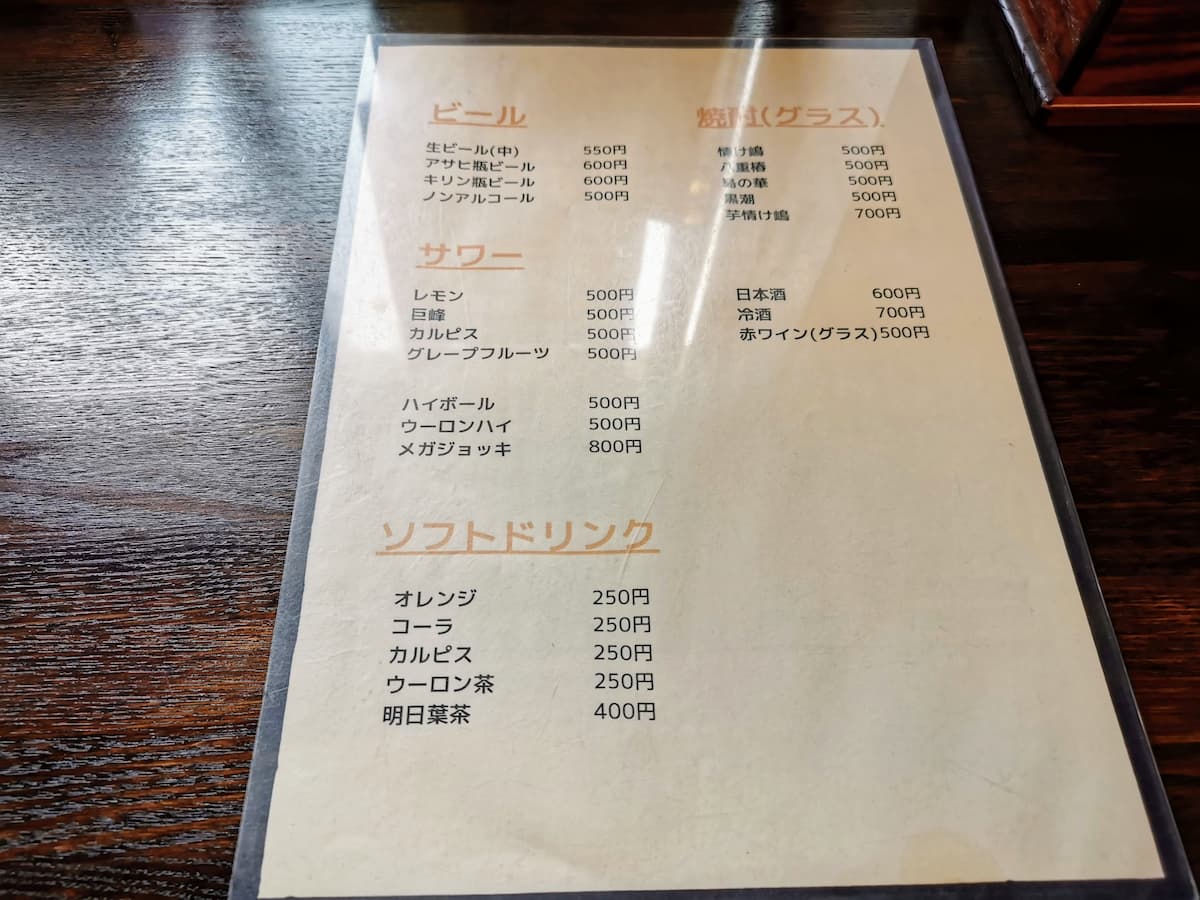 ビール
生ビール(中) 550円
アサヒ瓶ビール 600円
キリン瓶ビール 600円
ノンアルコール 500円
サワー
レモン 500円
巨峰 500円
カルピス 500円
グレープフルーツ 500円
ハイボール 500円
ウーロンハイ 500円
メガジョッキ 800円
ソフトドリンク
オレンジ 250円
コーラ 250円
カルピス 250円
ウーロン茶 250円
明日葉茶 400円
焼酎(グラス)
情け嶋 500円
八重椿 500円
島の華 500円
黒潮 500円
芋情け嶋 700円
日本酒 600円
冷酒 700円
赤ワイン(グラス)500円